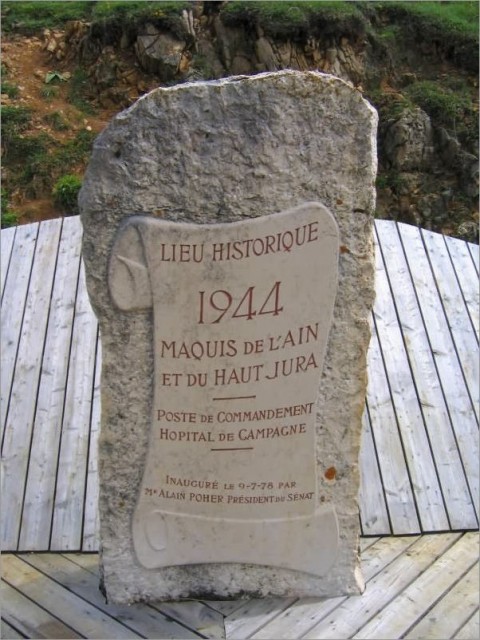 LIEU HISTORIQUE
1944
MAQUIS DE L'AIN
ET DU HAUT JURA
POSTE DE COMMANDEMENT
HOPITAL DE CAMPAGNE
INAUGURÉ LE 9-7-78 PAR
MR ALAIN POHER PRÉSIDENT DU SÉNAT